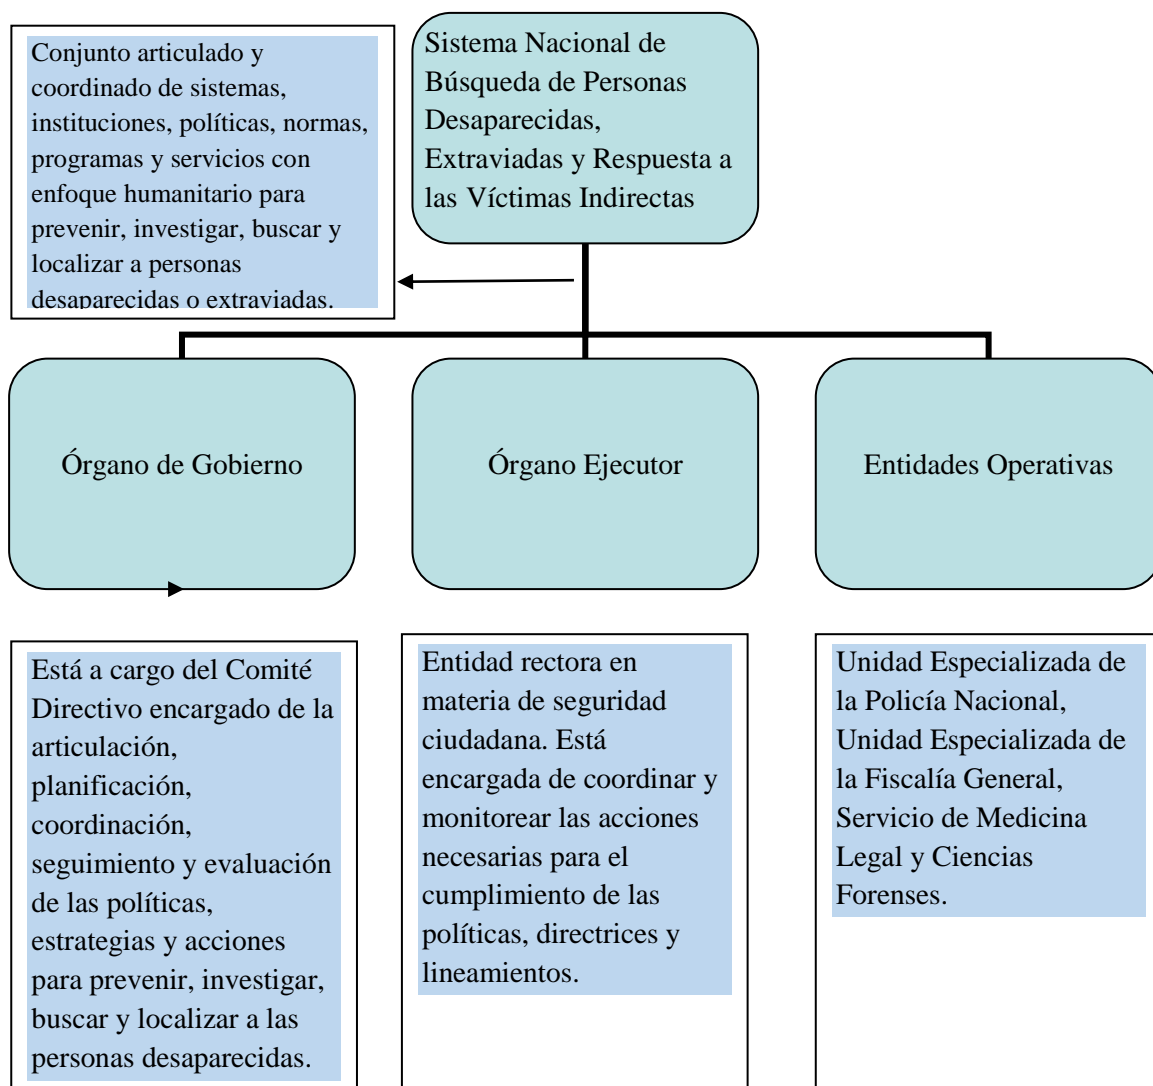 Conjunto articulado y
coordinado de sistemas,
instituciones, políticas, normas,
programas y servicios con
enfoque humanitario para
prevenir, investigar, buscar y
localizar a personas
desaparecidas o extraviadas.
Sistema Nacional de
Búsqueda de Personas
Desaparecidas,
Extraviadas y Respuesta a
las Víctimas Indirectas
Órgano de Gobierno
Órgano Ejecutor
Entidades Operativas
Está a cargo del Comité
Directivo encargado de la
articulación,
planificación,
coordinación,
seguimiento y evaluación
de las políticas,
estrategias y acciones
para prevenir, investigar,
buscar y localizar a las
personas desaparecidas.
Entidad rectora en
materia de seguridad
ciudadana. Está
encargada de coordinar y
monitorear las acciones
necesarias para el
cumplimiento de las
políticas, directrices y
lineamientos.
Unidad Especializada de
la Policía Nacional,
Unidad Especializada de
la Fiscalía General,
Servicio de Medicina
Legal y Ciencias
Forenses.